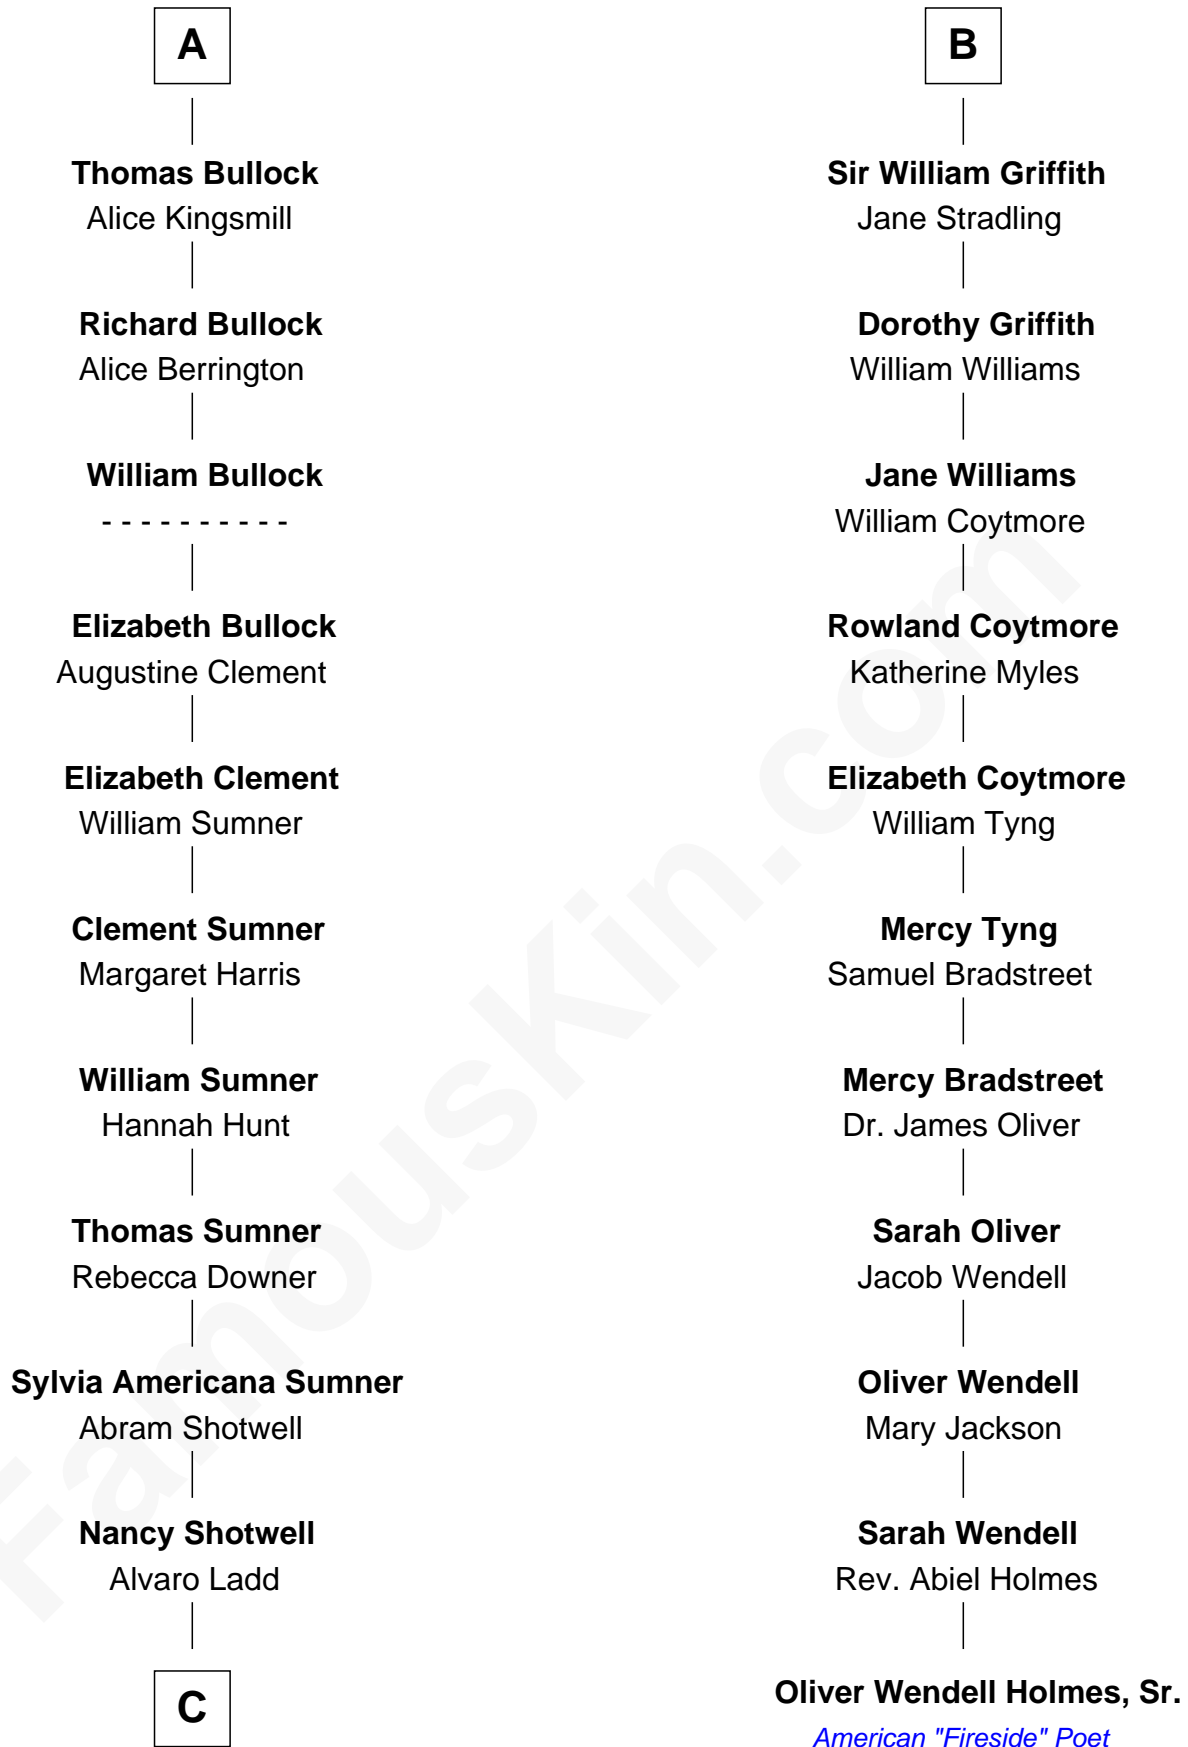 A
Thomas Bullock
Alice Kingsmill
Richard Bullock
Alice Berrington
William Bullock
- - - - - - - - - -
Elizabeth Bullock
Augustine Clement
Elizabeth Clement
William Sumner
Clement Sumner
Margaret Harris
William Sumner
Hannah Hunt
Thomas Sumner
Rebecca Downer
Sylvia Americana Sumner
Abram Shotwell
Nancy Shotwell
Alvaro Ladd
C
B
Sir William Griffith
Jane Stradling
Dorothy Griffith
William Williams
Jane Williams
William Coytmore
Rowland Coytmore
Katherine Myles
Elizabeth Coytmore
William Tyng
Mercy Tyng
Samuel Bradstreet
Mercy Bradstreet
Dr. James Oliver
Sarah Oliver
Jacob Wendell
Oliver Wendell
Mary Jackson
Sarah Wendell
Rev. Abiel Holmes
Oliver Wendell Holmes, Sr.
American "Fireside" Poet
FamousKin.com